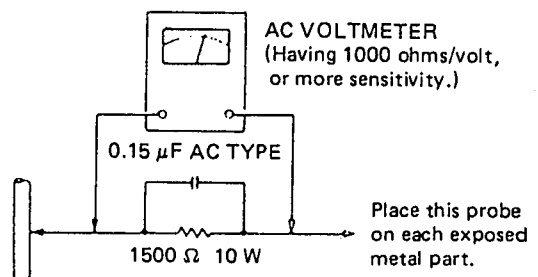 AC VOLTMETER
(Having 1000 ohms/volt,
or more sensitivity.)
0.15 µF AC TYPE
1500 Ω 10 W
Place this probe
on each exposed
metal part.